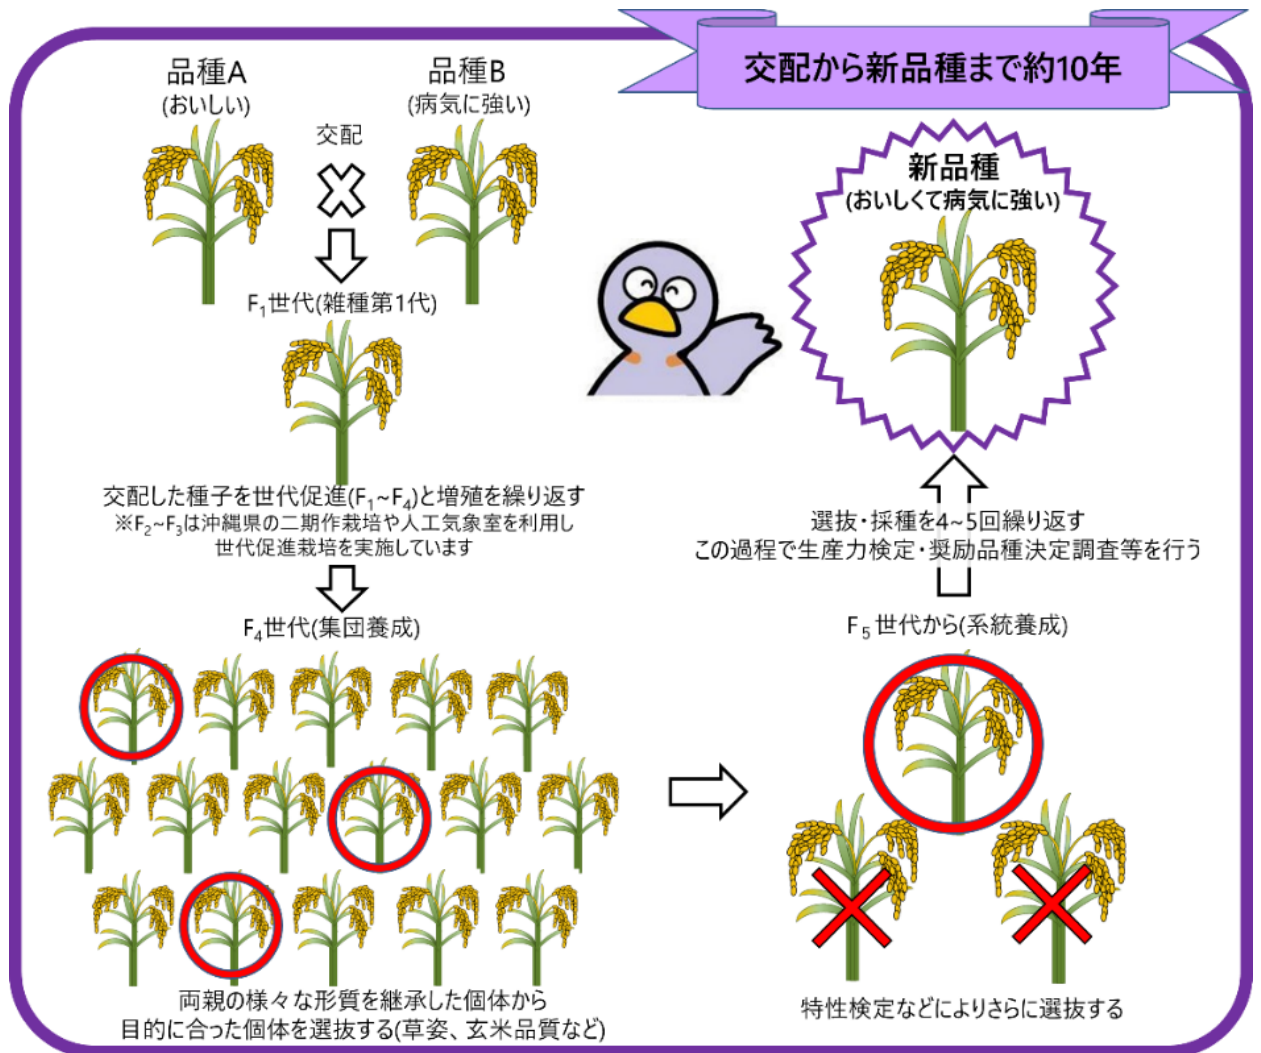 交配から新品種まで約10年
品種A
(おいしい)
品種B
(病気に強い)
交配
F₁世代(雑種第1代)
交配した種子を世代促進(F₁~F₄)と増殖を繰り返す
※F₂~F₃は沖縄県の二期作栽培や人工気象室を利用し
世代促進栽培を実施しています
F₄世代(集団養成)
両親の様々な形質を継承した個体から
目的に合った個体を選抜する(草姿、玄米品質など)
新品種
(おいしくて病気に強い)
選抜・採種を4~5回繰り返す
この過程で生産力検定・奨励品種決定調査等を行う
F₅世代から(系統養成)
特性検定などによりさらに選抜する